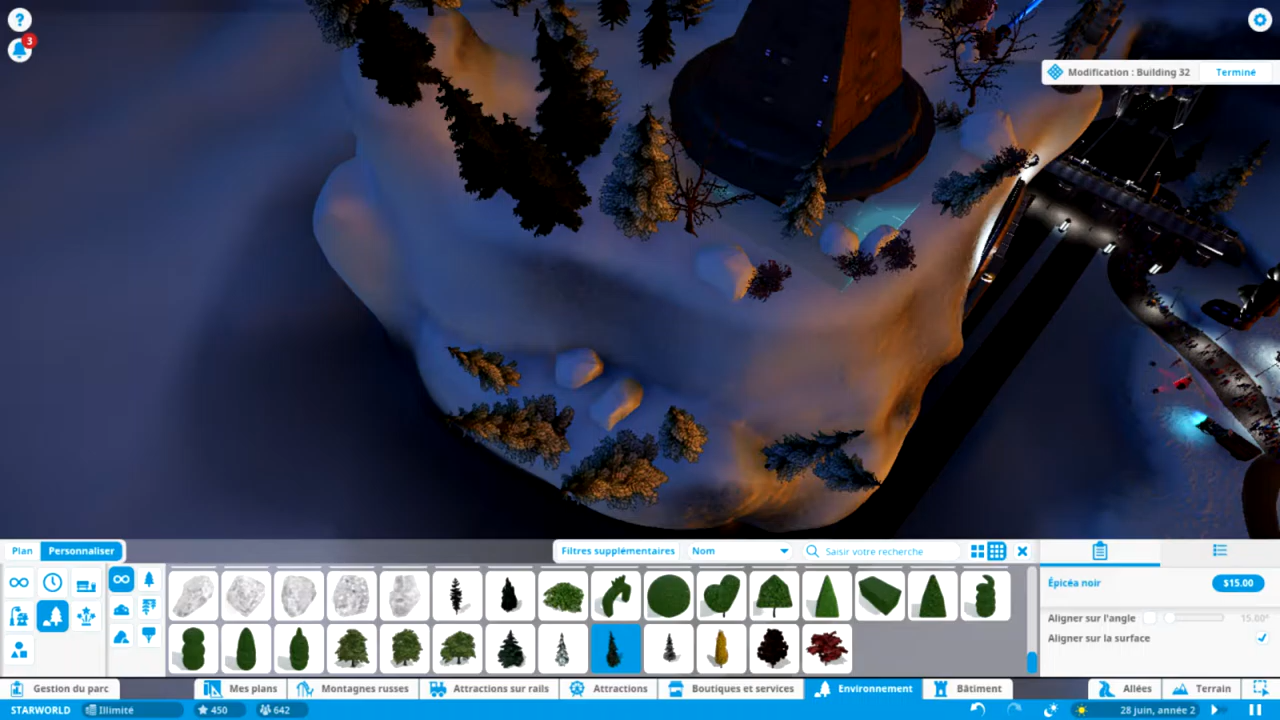 ?
3
Modification : Building 32 Terminé
Plan Personnaliser
Filtres supplémentaires Nom Saisir votre recherche
Épicéa noir $15.00
Aligner sur l'angle 15.00°
Aligner sur la surface
Gestion du parc Mes plans Montagnes russes Attractions sur rails Attractions Boutiques et services Environnement Bâtiment Allées Terrain
STARWORLD Illimité 450 642 28 juin, année 2